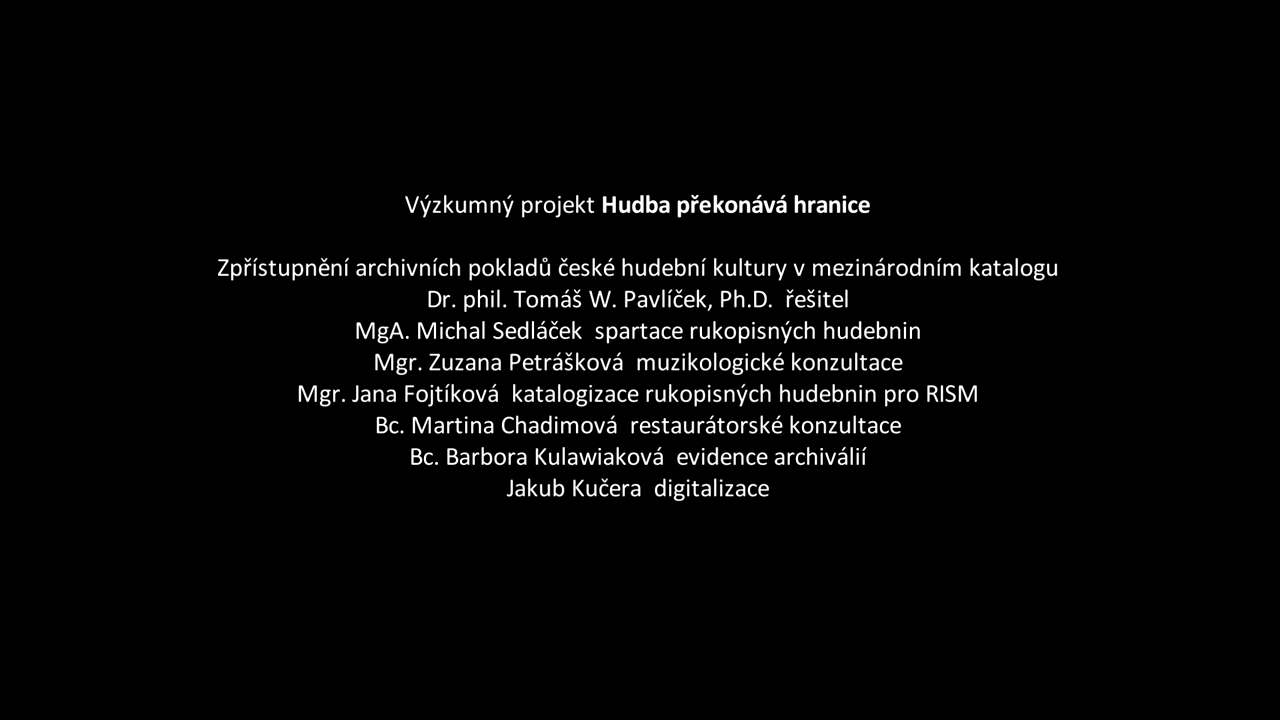 Výzkumný projekt Hudba překonává hranice
Zpřístupnění archivních pokladů české hudební kultury v mezinárodním katalogu
Dr. phil. Tomáš W. Pavlíček, Ph.D.  řešitel
MgA. Michal Sedláček  spartace rukopisných hudebnin
Mgr. Zuzana Petrášková  muzikologické konzultace
Mgr. Jana Fojtíková  katalogizace rukopisných hudebnin pro RISM
Bc. Martina Chadimová  restaurátorské konzultace
Bc. Barbora Kulawiaková  evidence archiválií
Jakub Kučera  digitalizace